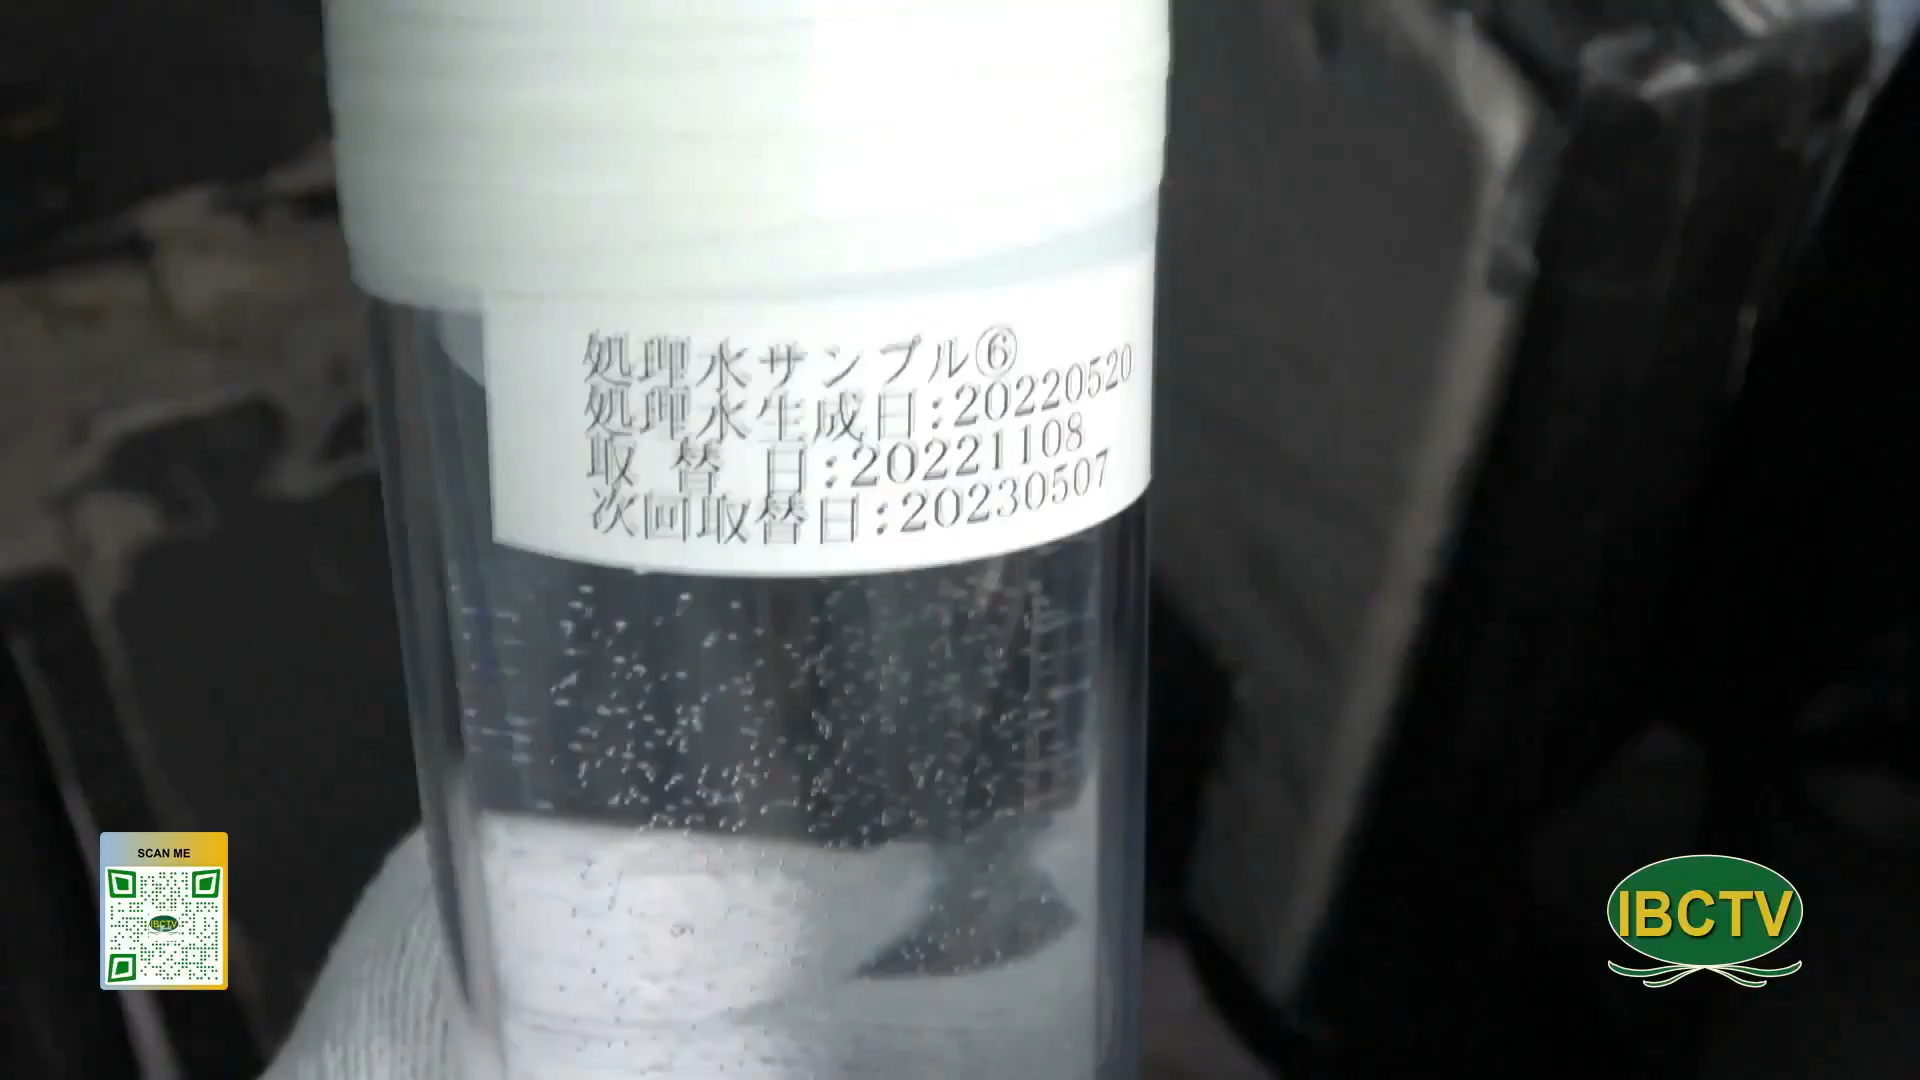 処理水サンプル⑥
処理水生成日:20220520
取 替 日:20221108
次回取替日:20230507
SCAN ME
IBCTV
IBCTV